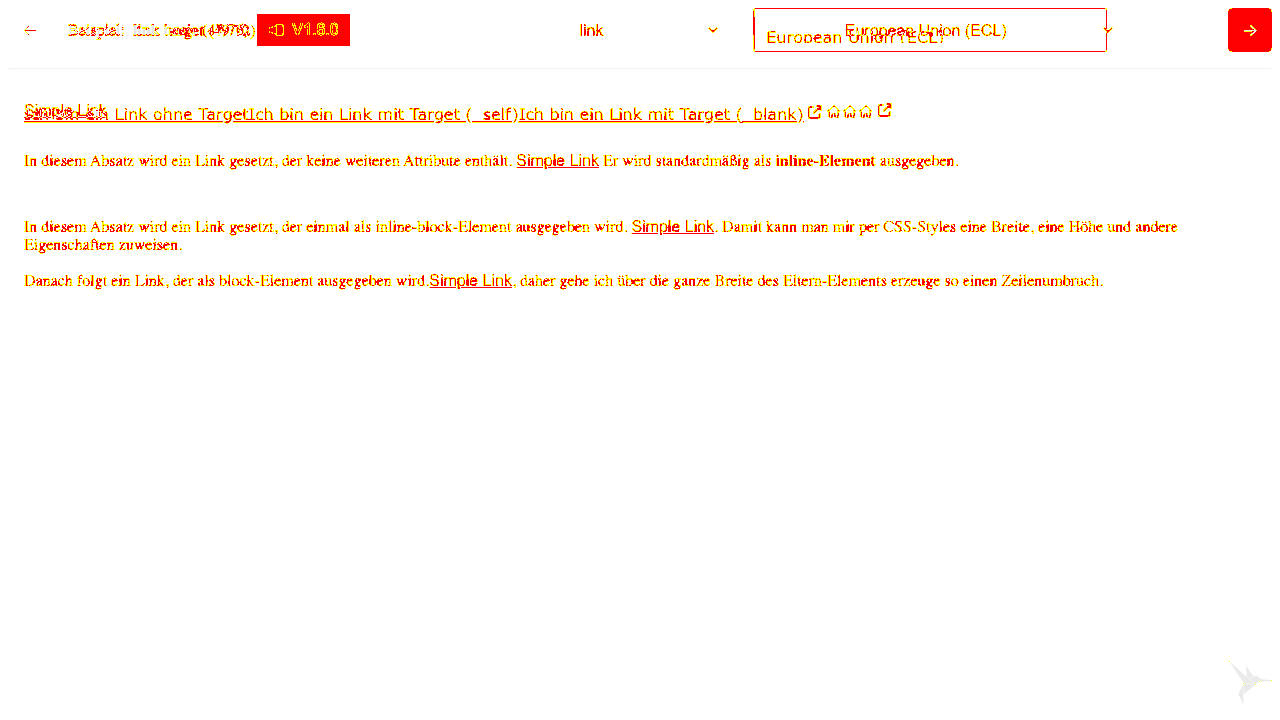 Beispiel: link V1.8.0 link European Union (ECL)
European Union (ECL)
Simple Link
ein Link ohne TargetIch bin ein Link mit Target (_self)Ich bin ein Link mit Target (_blank)
In diesem Absatz wird ein Link gesetzt, der keine weiteren Attribute enthält. Simple Link Er wird standardmäßig als inline-Element ausgegeben.
In diesem Absatz wird ein Link gesetzt, der einmal als inline-block-Element ausgegeben wird. Simple Link. Damit kann man mir per CSS-Styles eine Breite, eine Höhe und andere
Eigenschaften zuweisen.
Danach folgt ein Link, der als block-Element ausgegeben wird.Simple Link, daher gehe ich über die ganze Breite des Eltern-Elements erzeuge so einen Zeilenumbruch.